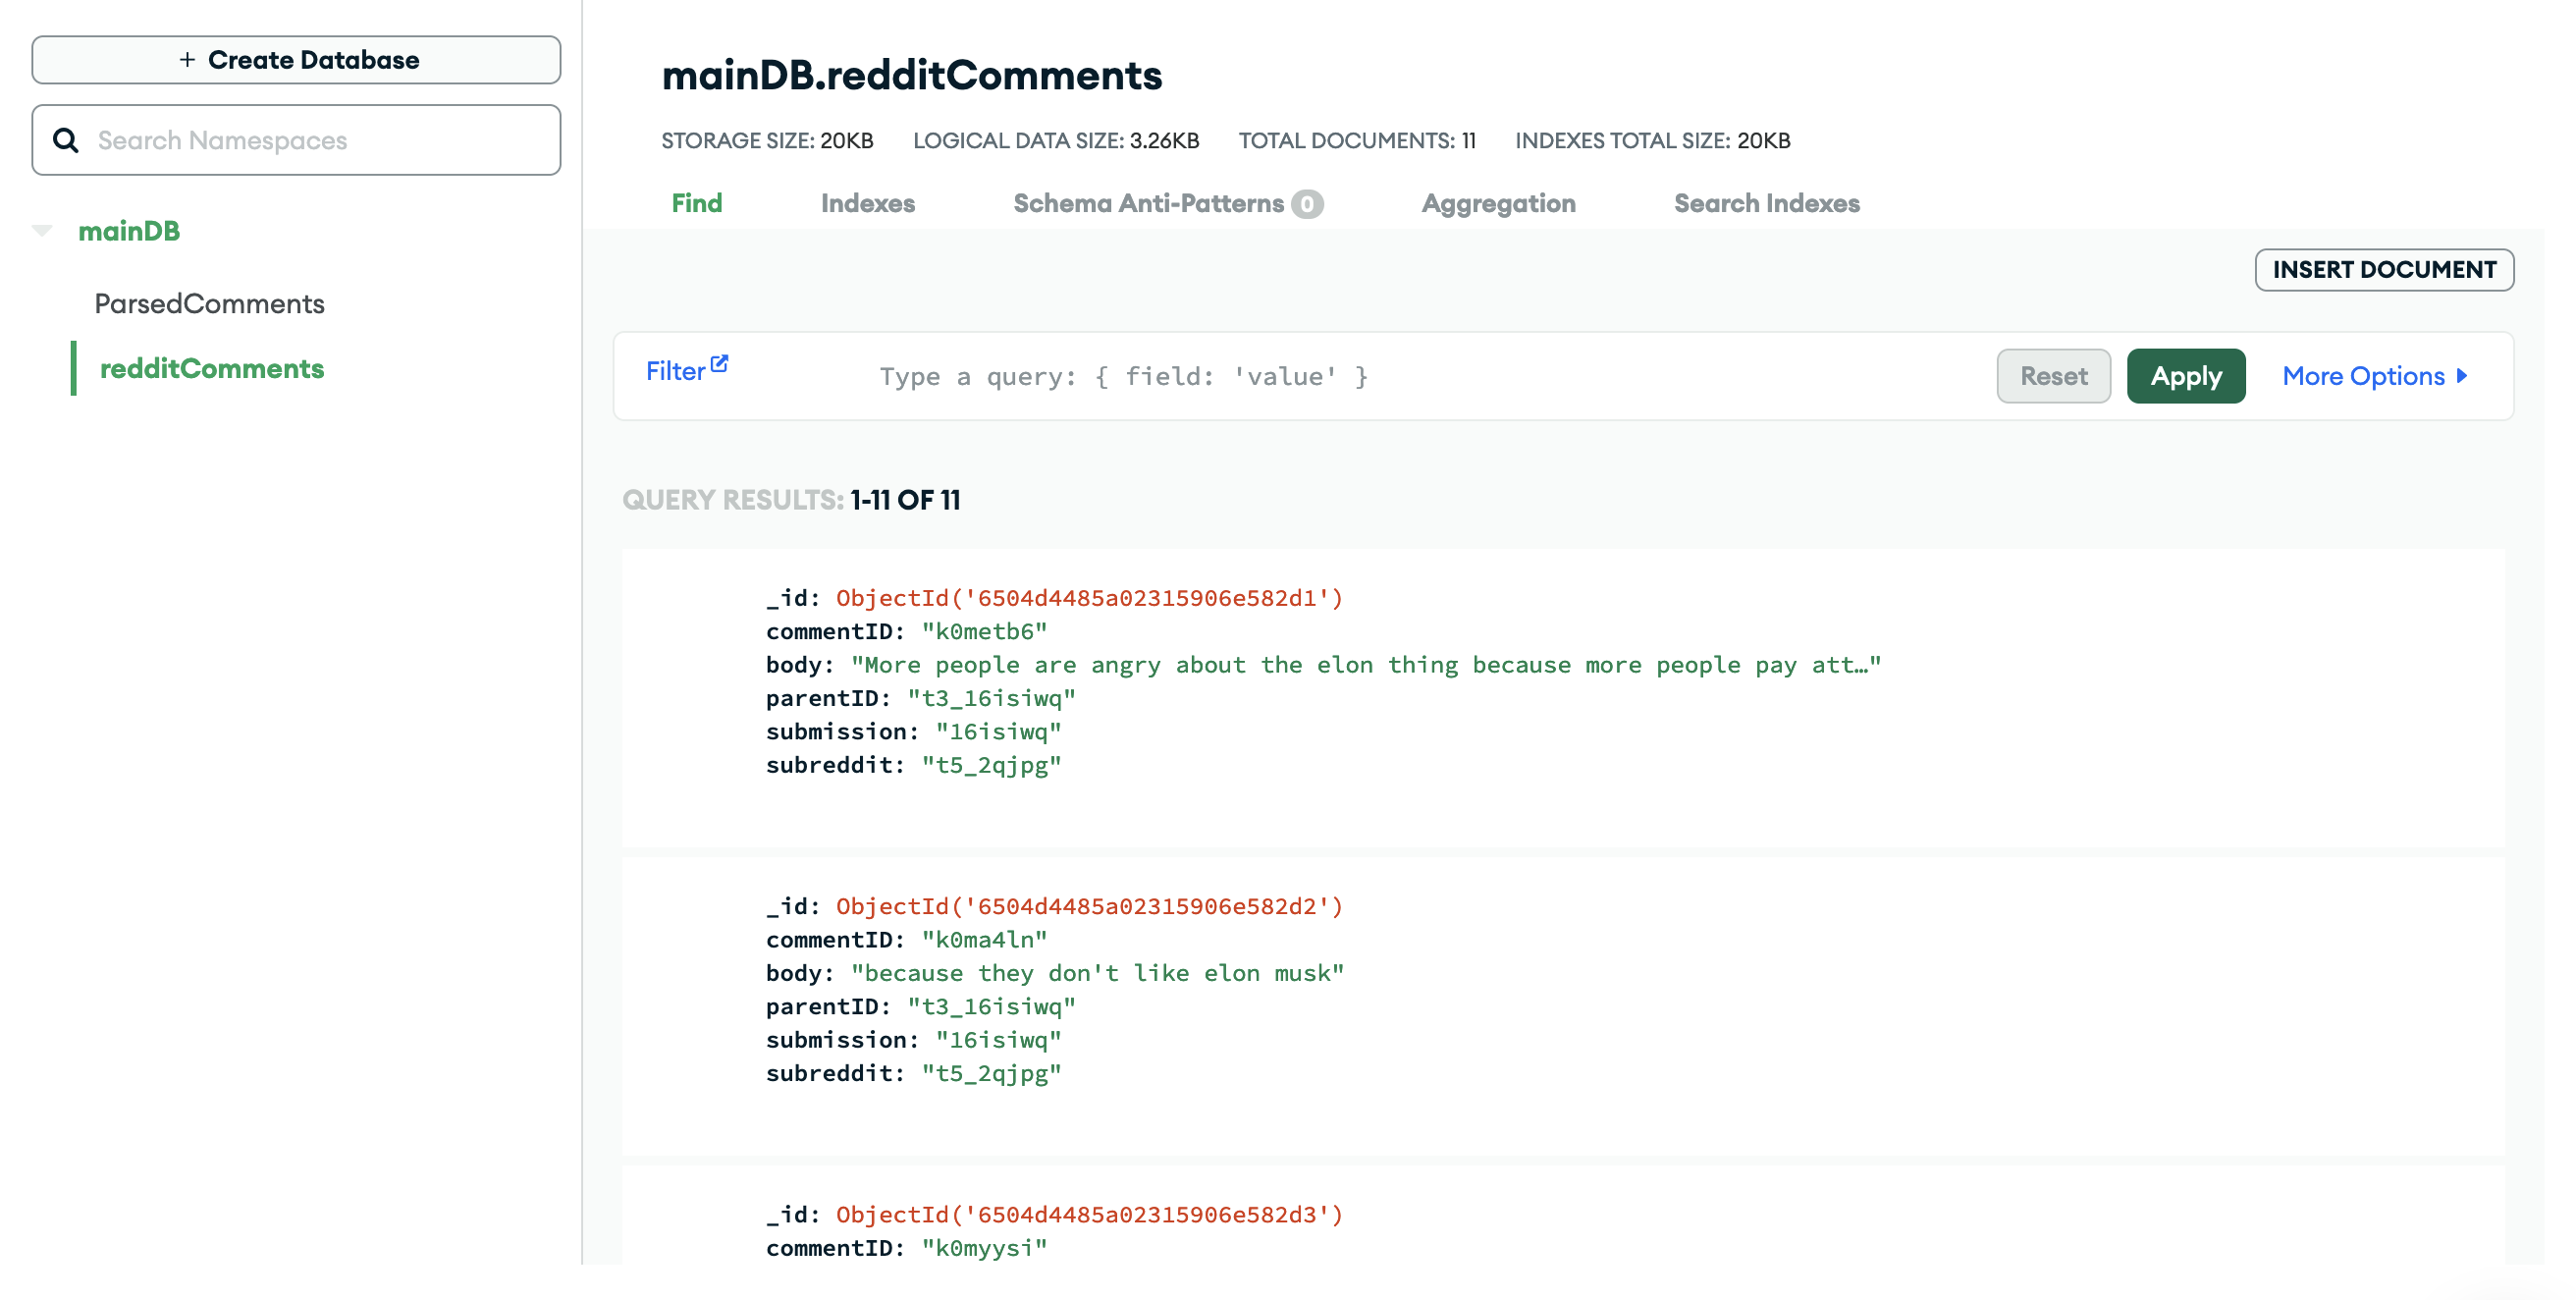 + Create Database
Search Namespaces
mainDB
ParsedComments
redditComments
mainDB.redditComments
STORAGE SIZE: 20KB LOGICAL DATA SIZE: 3.26KB TOTAL DOCUMENTS: 11 INDEXES TOTAL SIZE: 20KB
Find Indexes Schema Anti-Patterns 0 Aggregation Search Indexes
INSERT DOCUMENT
Filter Type a query: { field: 'value' } Reset Apply More Options
QUERY RESULTS: 1-11 OF 11
_id: ObjectId('6504d4485a02315906e582d1')
commentID: "k0metb6"
body: "More people are angry about the elon thing because more people pay att…"
parentID: "t3_16isiwq"
submission: "16isiwq"
subreddit: "t5_2qjpg"
_id: ObjectId('6504d4485a02315906e582d2')
commentID: "k0ma4ln"
body: "because they don't like elon musk"
parentID: "t3_16isiwq"
submission: "16isiwq"
subreddit: "t5_2qjpg"
_id: ObjectId('6504d4485a02315906e582d3')
commentID: "k0myysi"